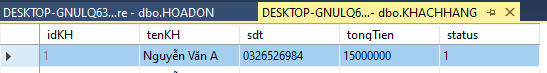 DESKTOP-GNULQ63...re - dbo.HOADON DESKTOP-GNULQ6...- dbo.KHACHHANG
idKH tenKH sdt tongTien status
1 Nguyễn Văn A 0326526984 15000000 1